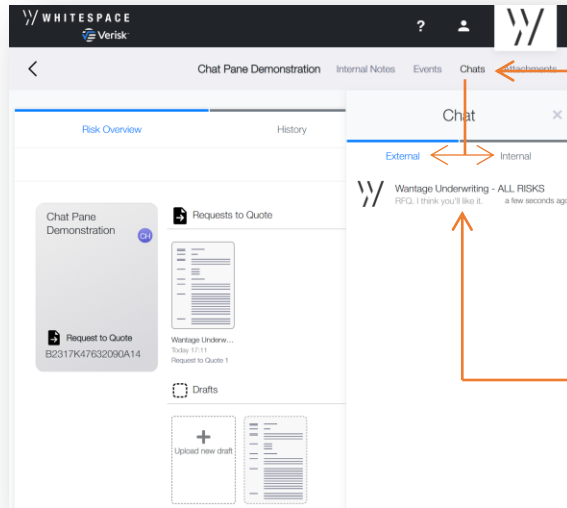 WHITESPACE
Verisk
?
Chat Pane Demonstration Internal Notes Events Chats Attachments
Chat ×
Risk Overview History
External Internal
Wantage Underwriting - ALL RISKS
RFQ. I think you'll like it. a few seconds ago
Chat Pane
Demonstration
CH
Requests to Quote
Request to Quote
B2317K47632090A14
Wantage Underw...
Today 17:11
Request to Quote 1
Drafts
Upload new draft